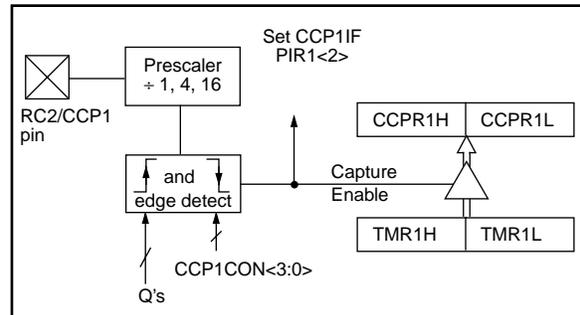 Set CCP1IF
PIR1<2>
Prescaler
÷ 1, 4, 16
RC2/CCP1
pin
CCPR1H CCPR1L
and
edge detect
Capture
Enable
TMR1H TMR1L
CCP1CON<3:0>
Q's